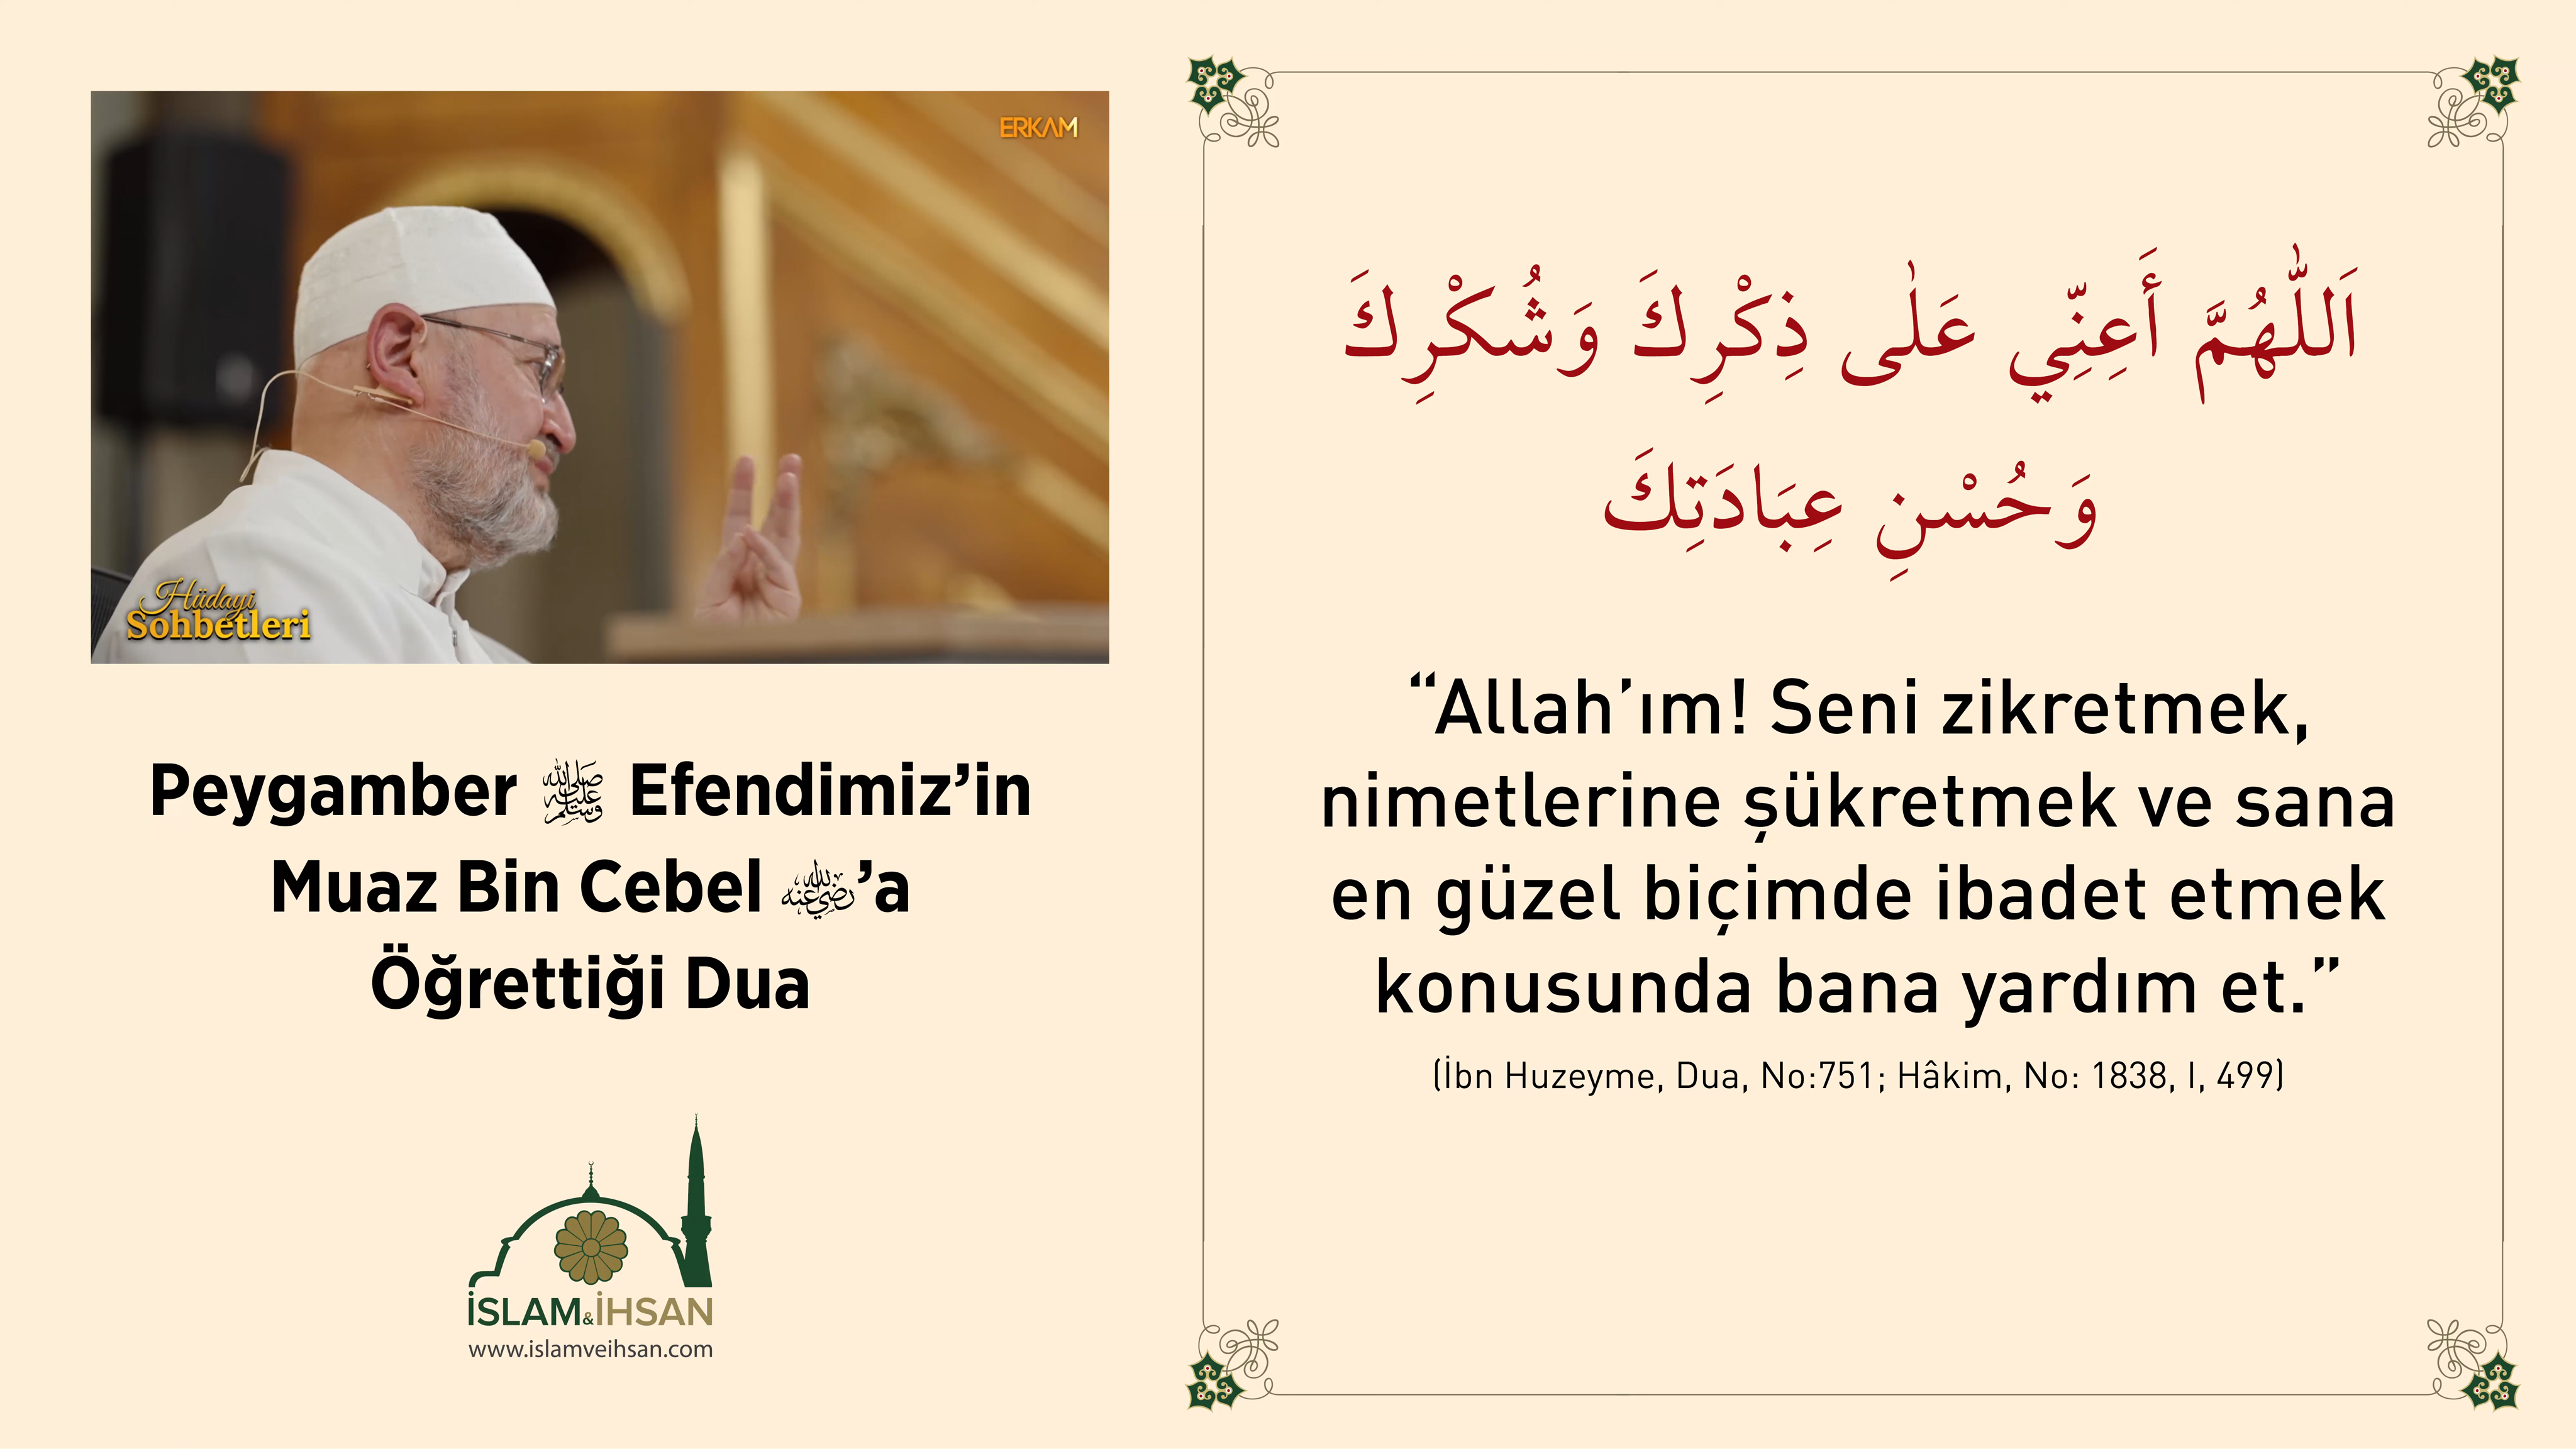 ERKAM
Hüdayi
Sohbetleri
Peygamber ﷺ Efendimiz’in
Muaz Bin Cebel رضي الله عنه’a
Öğrettiği Dua
İSLAM&İHSAN
www.islamveihsan.com
اَللّٰهُمَّ أَعِنِّي عَلٰى ذِكْرِكَ وَشُكْرِكَ
وَحُسْنِ عِبَادَتِكَ
“Allah’ım! Seni zikretmek,
nimetlerine şükretmek ve sana
en güzel biçimde ibadet etmek
konusunda bana yardım et.”
(İbn Huzeyme, Dua, No:751; Hâkim, No: 1838, I, 499)